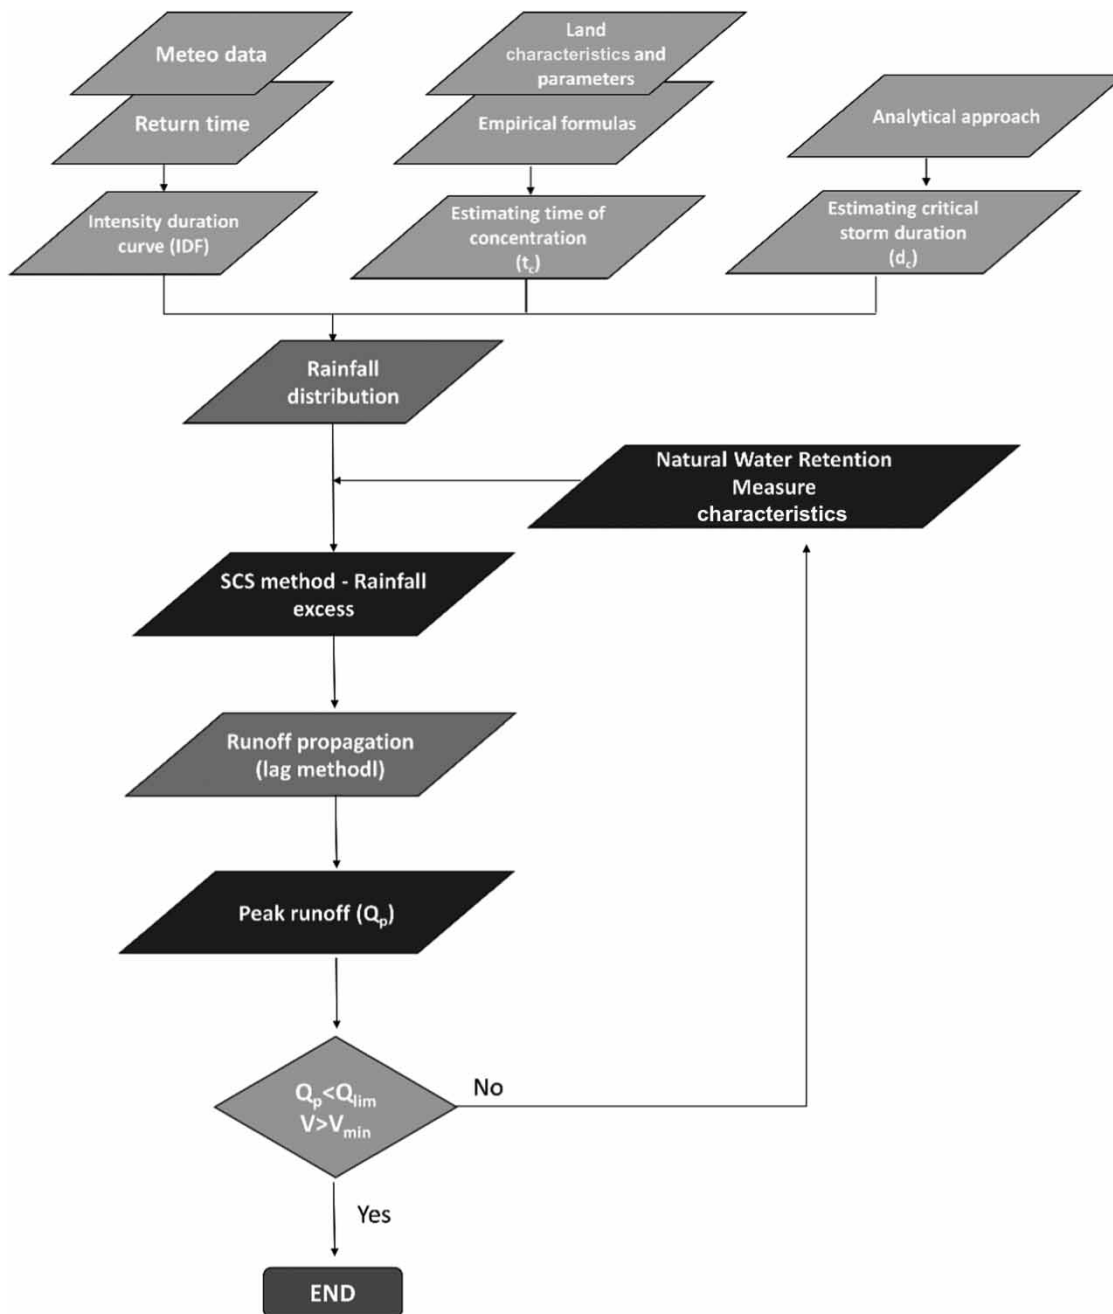 Meteo data
Return time
Intensity duration
curve (IDF)
Land
characteristics and
parameters
Empirical formulas
Estimating time of
concentration
(tc)
Analytical approach
Estimating critical
storm duration
(dc)
Rainfall
distribution
Natural Water Retention
Measure
characteristics
SCS method - Rainfall
excess
Runoff propagation
(lag methodl)
Peak runoff (Qp)
Qp<Qlim
V>Vmin
No
Yes
END